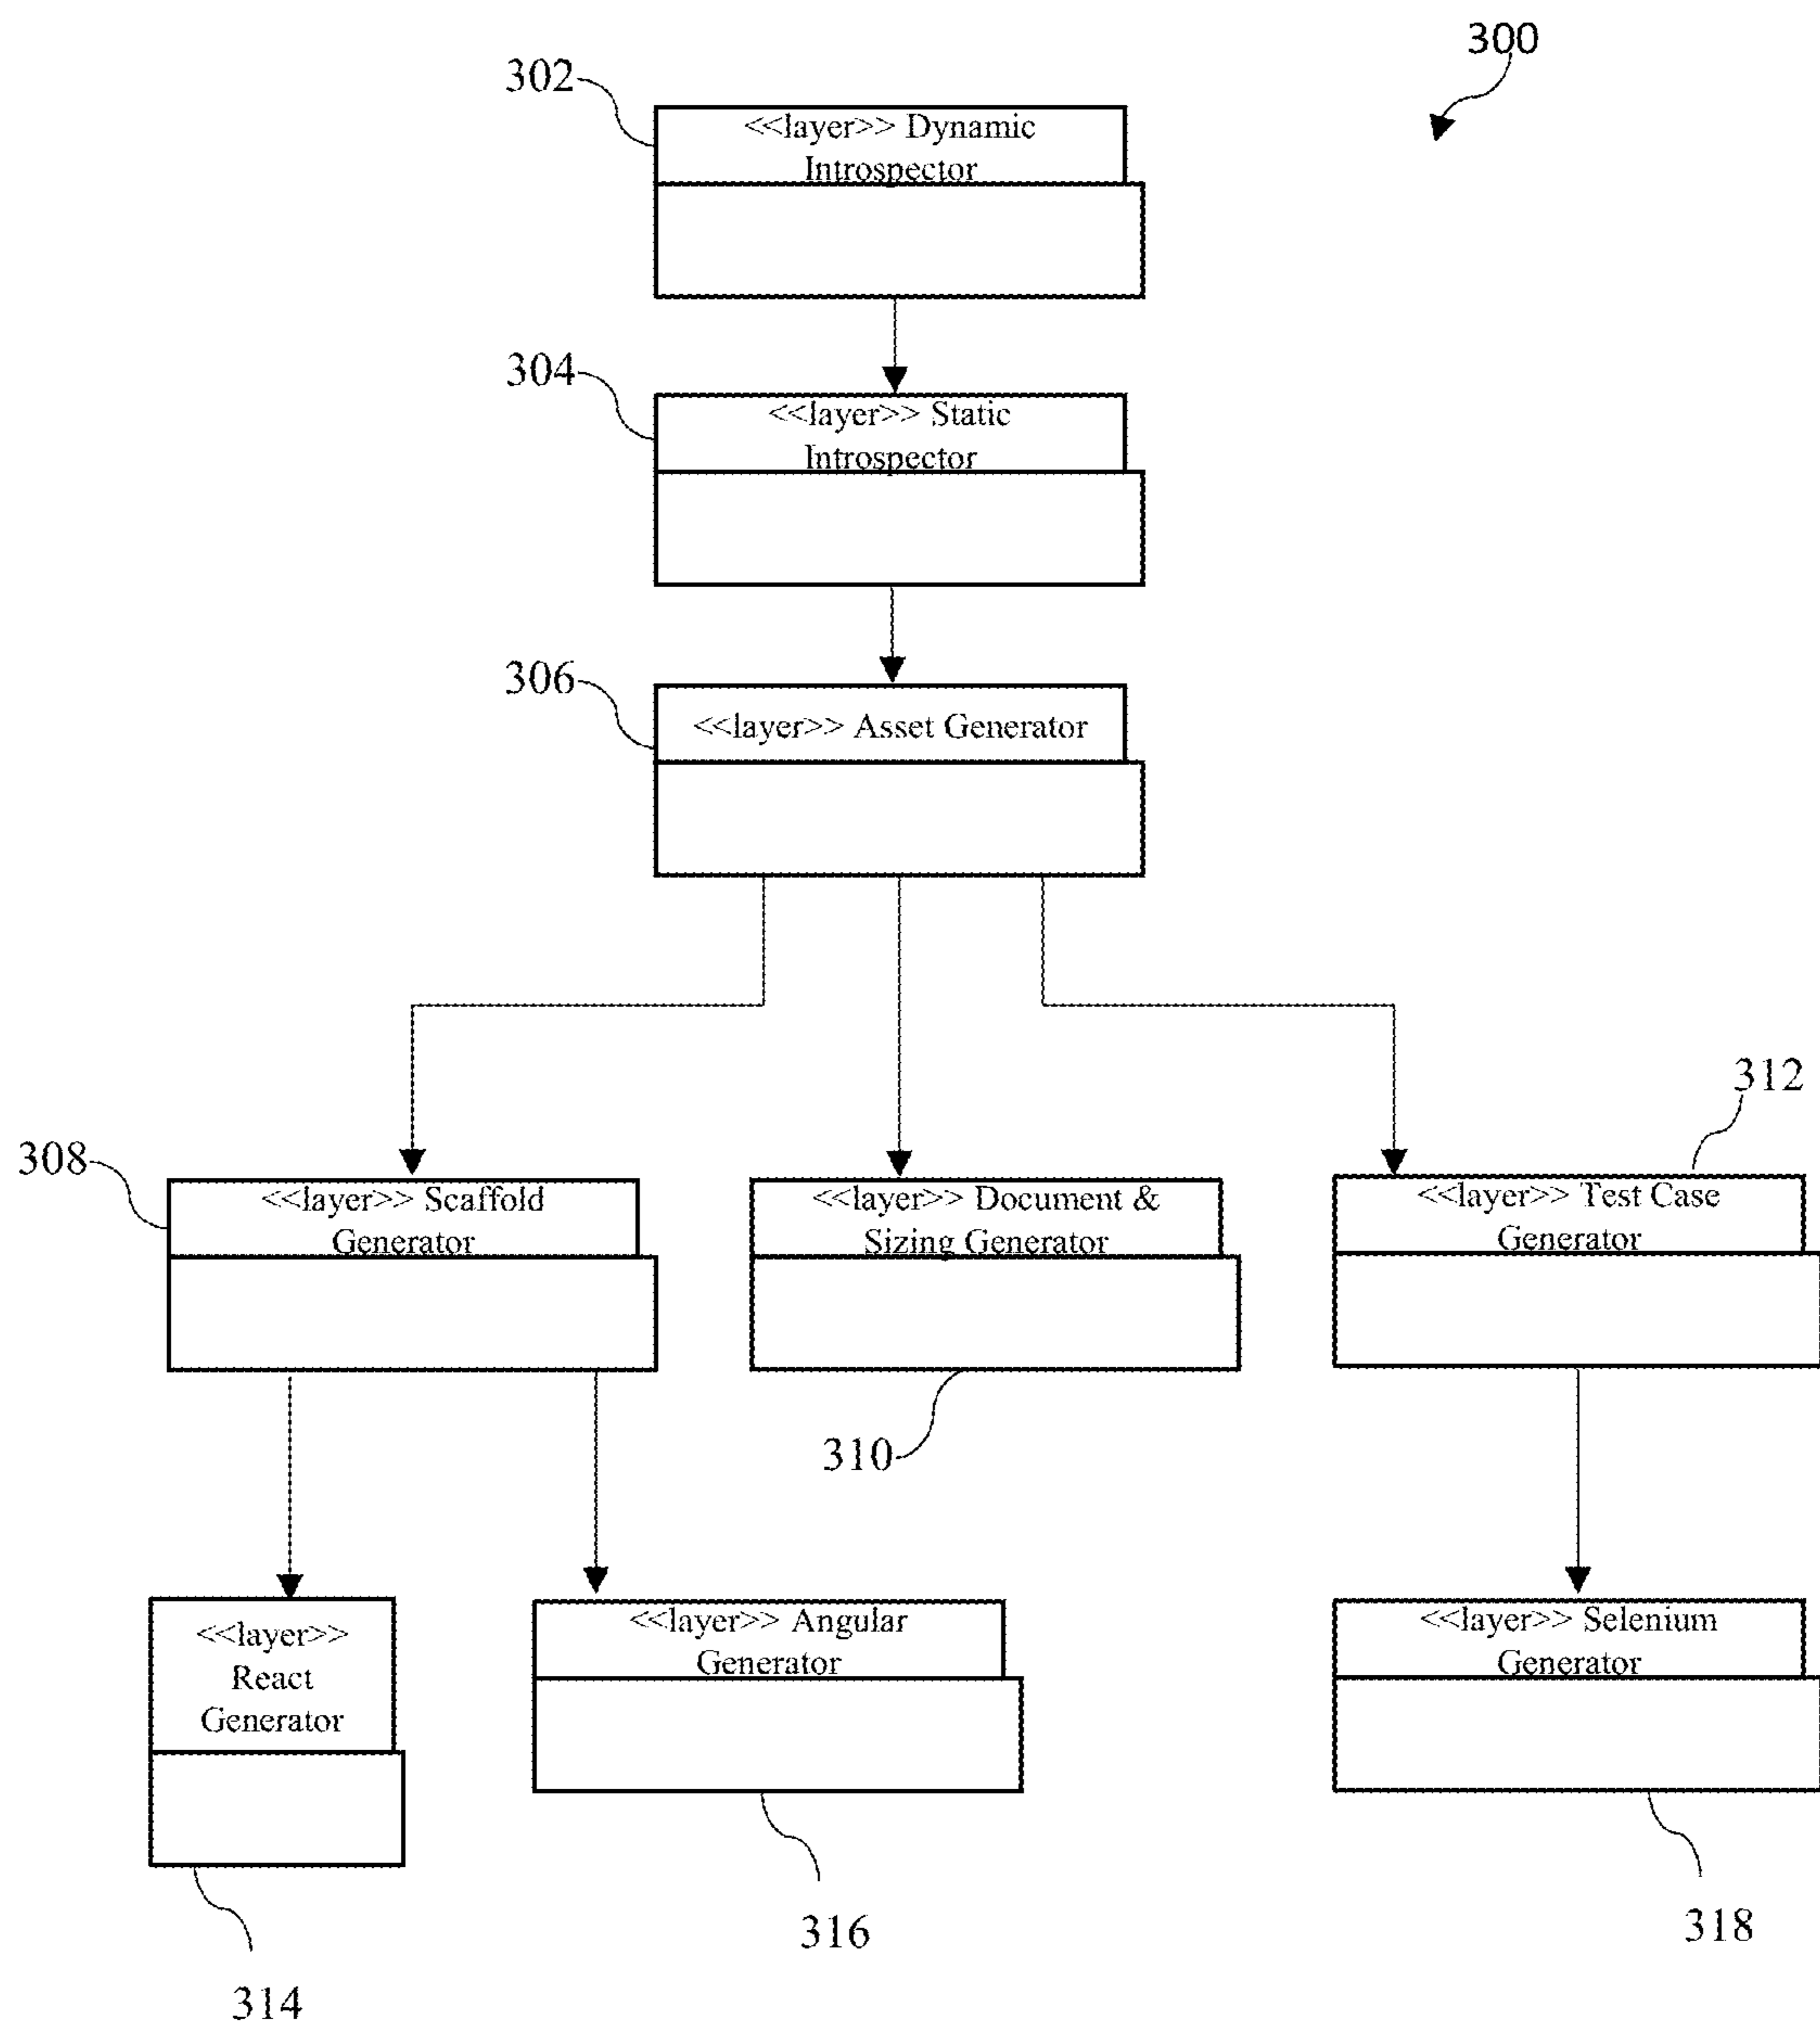 300
302
<<layer>> Dynamic
Introspector
304
<<layer>> Static
Introspector
306
<<layer>> Asset Generator
312
308
<<layer>> Scaffold
Generator
<<layer>> Document &
Sizing Generator
<<layer>> Test Case
Generator
310
<<layer>>
React
Generator
<<layer>> Angular
Generator
<<layer>> Selenium
Generator
314
316
318